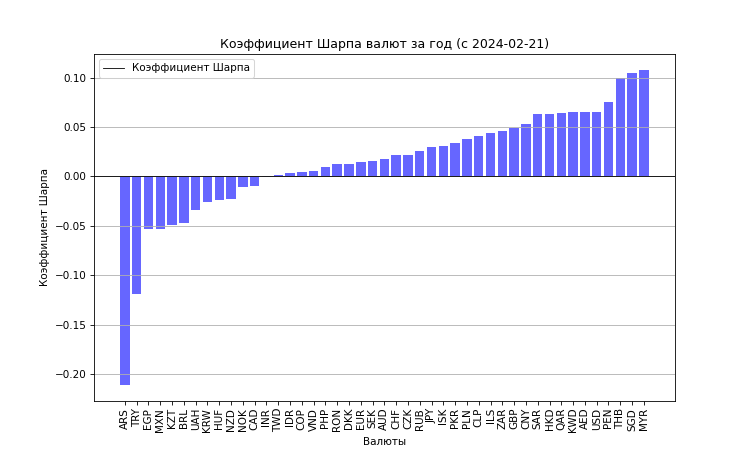 Коэффициент Шарпа валют за год (с 2024-02-21)
Коэффициент Шарпа
Коэффициент Шарпа
0.10
0.05
0.00
−0.05
−0.10
−0.15
−0.20
ARS TRY EGP MXN KZT BRL UAH KRW HUF NZD NOK CAD INR TWD IDR COP VND PHP RON DKK EUR SEK AUD CHF CZK RUB JPY ISK PKR PLN CLP ILS ZAR GBP CNY SAR HKD QAR KWD AED USD PEN THB SGD MYR
Валюты